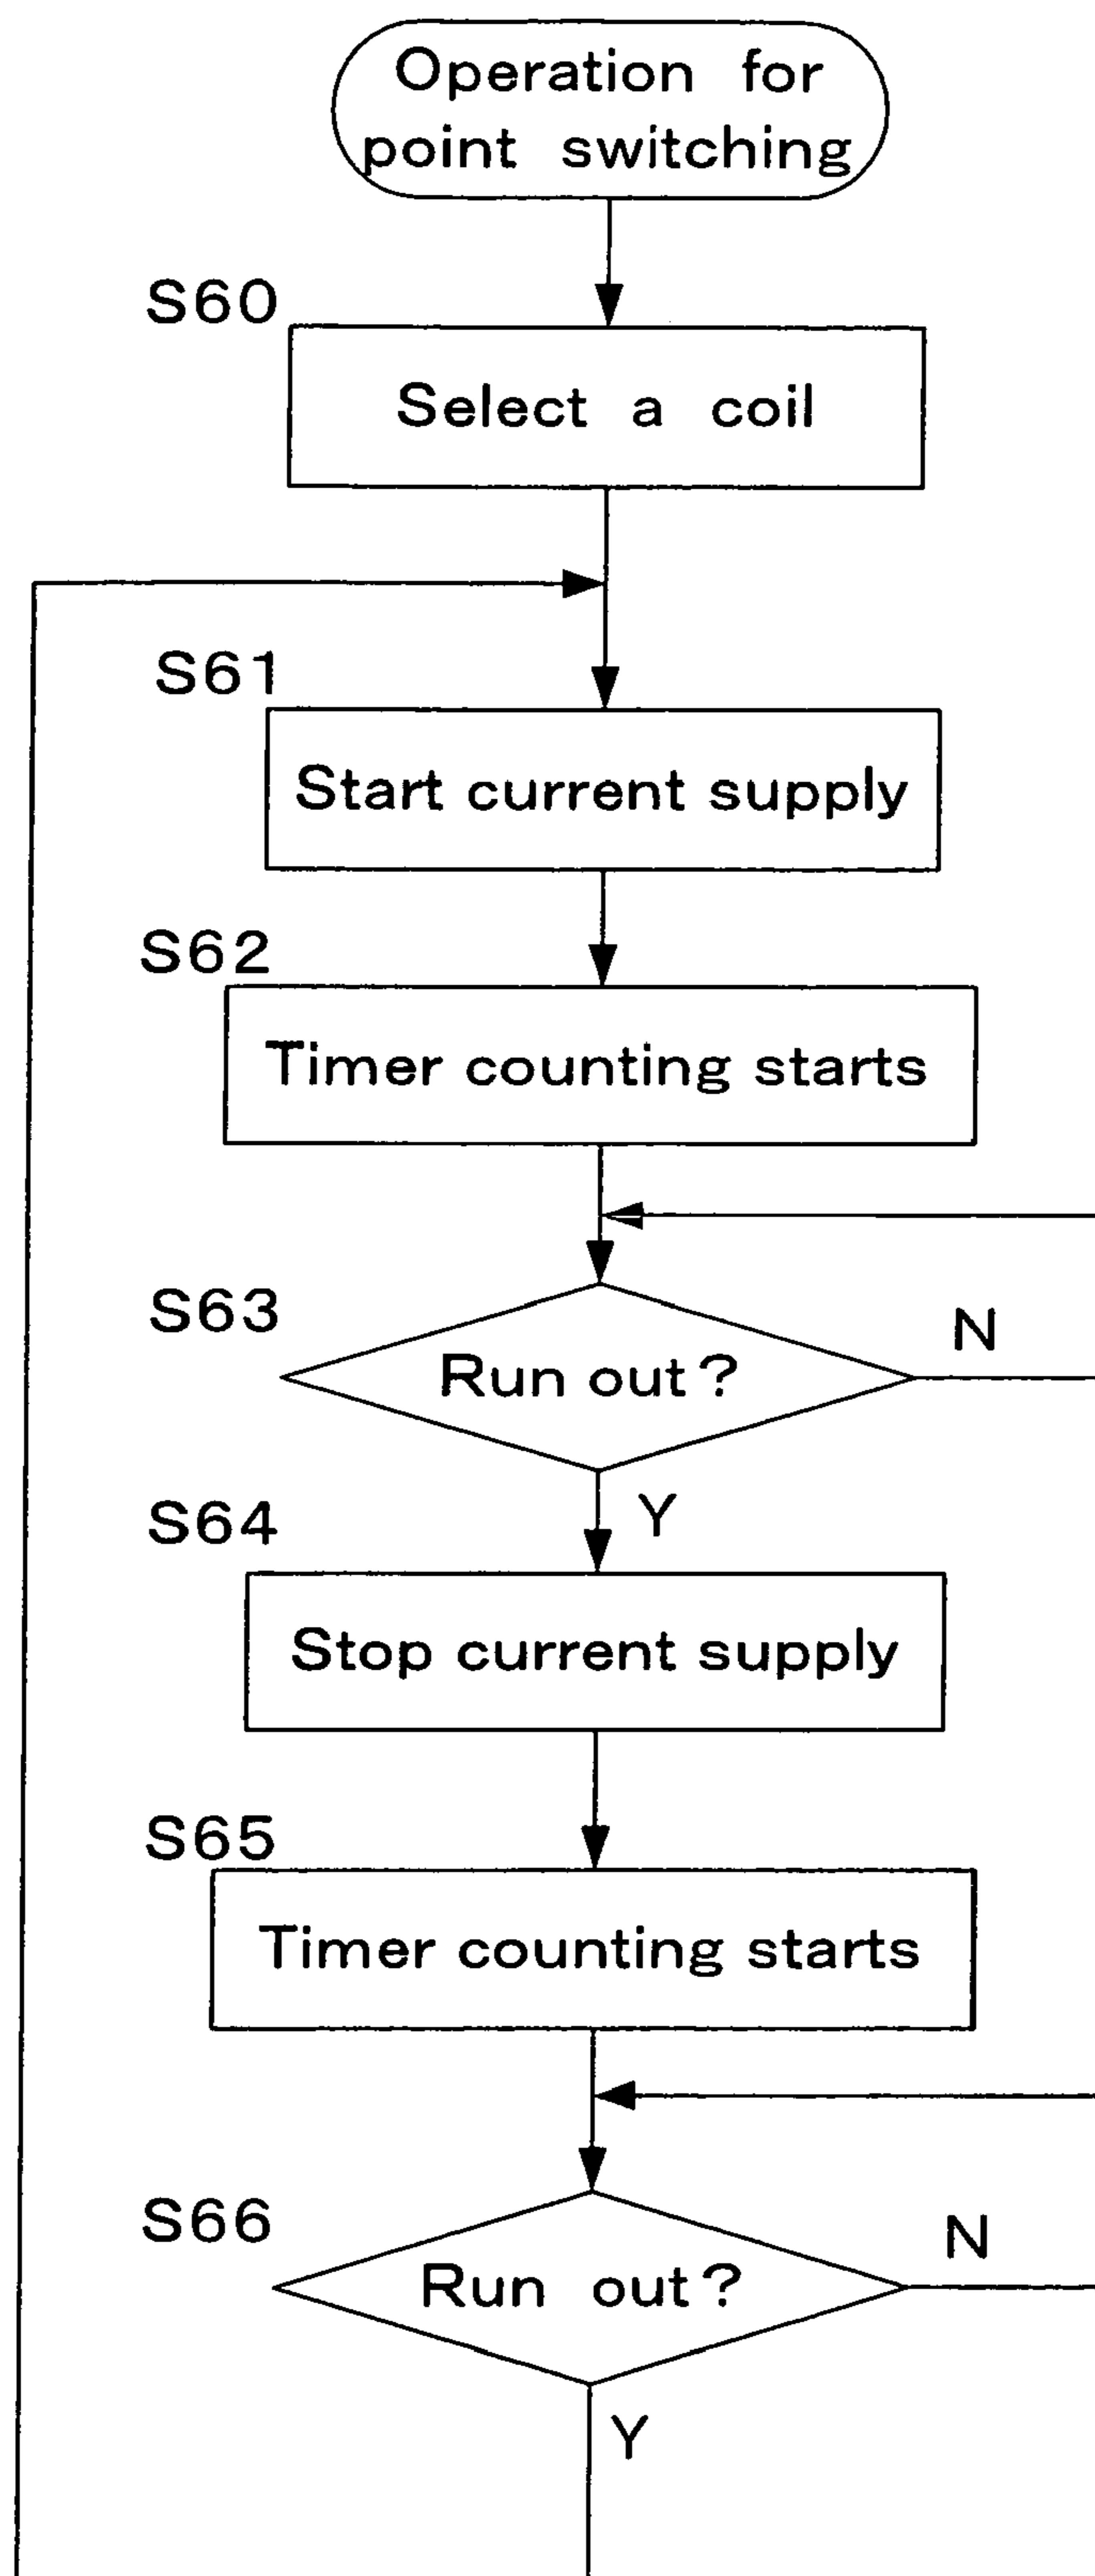 Operation for
point switching
S60
Select a coil
S61
Start current supply
S62
Timer counting starts
S63
Run out?
N
Y
S64
Stop current supply
S65
Timer counting starts
S66
Run out?
N
Y